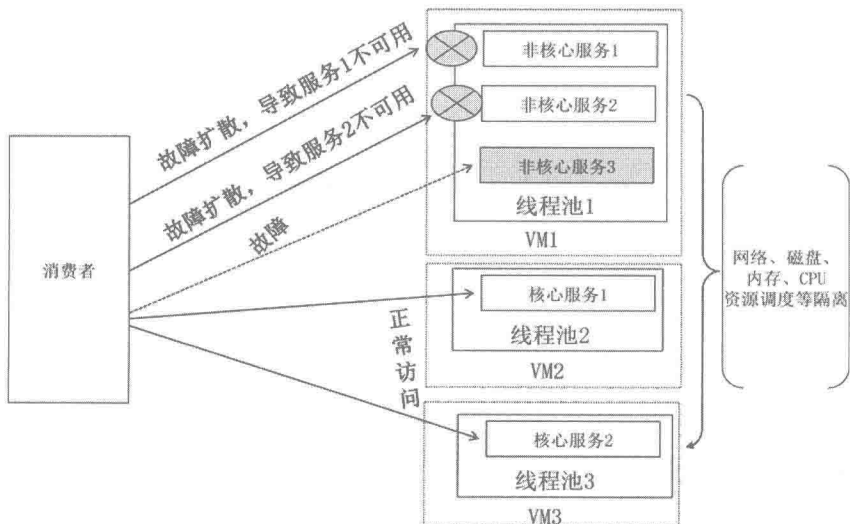 消费者
故障扩散，导致服务1不可用
故障扩散，导致服务2不可用
故障
正常访问
非核心服务1
非核心服务2
非核心服务3
线程池1
VM1
核心服务1
线程池2
VM2
核心服务2
线程池3
VM3
网络、磁盘、
内存、CPU
资源调度等隔离